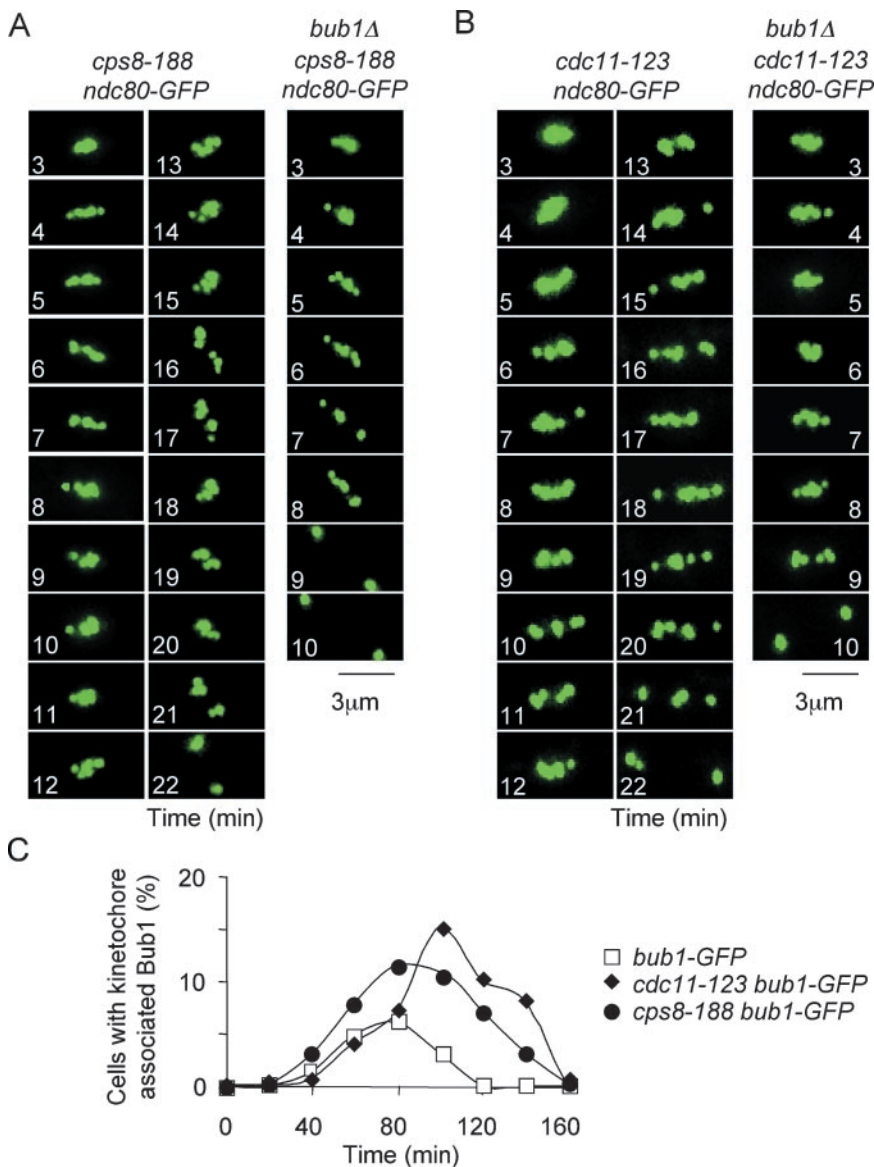 A
cps8-188
ndc80-GFP
bub1Δ
cps8-188
ndc80-GFP
3
4
5
6
7
8
9
10
11
12
13
14
15
16
17
18
19
20
21
22
3
4
5
6
7
8
9
10
3μm
Time (min)
B
cdc11-123
ndc80-GFP
bub1Δ
cdc11-123
ndc80-GFP
3
4
5
6
7
8
9
10
11
12
13
14
15
16
17
18
19
20
21
22
3
4
5
6
7
8
9
10
3μm
Time (min)
C
Cells with kinetochore
associated Bub1 (%)
20
10
0
0
40
80
120
160
Time (min)
bub1-GFP
cdc11-123 bub1-GFP
cps8-188 bub1-GFP